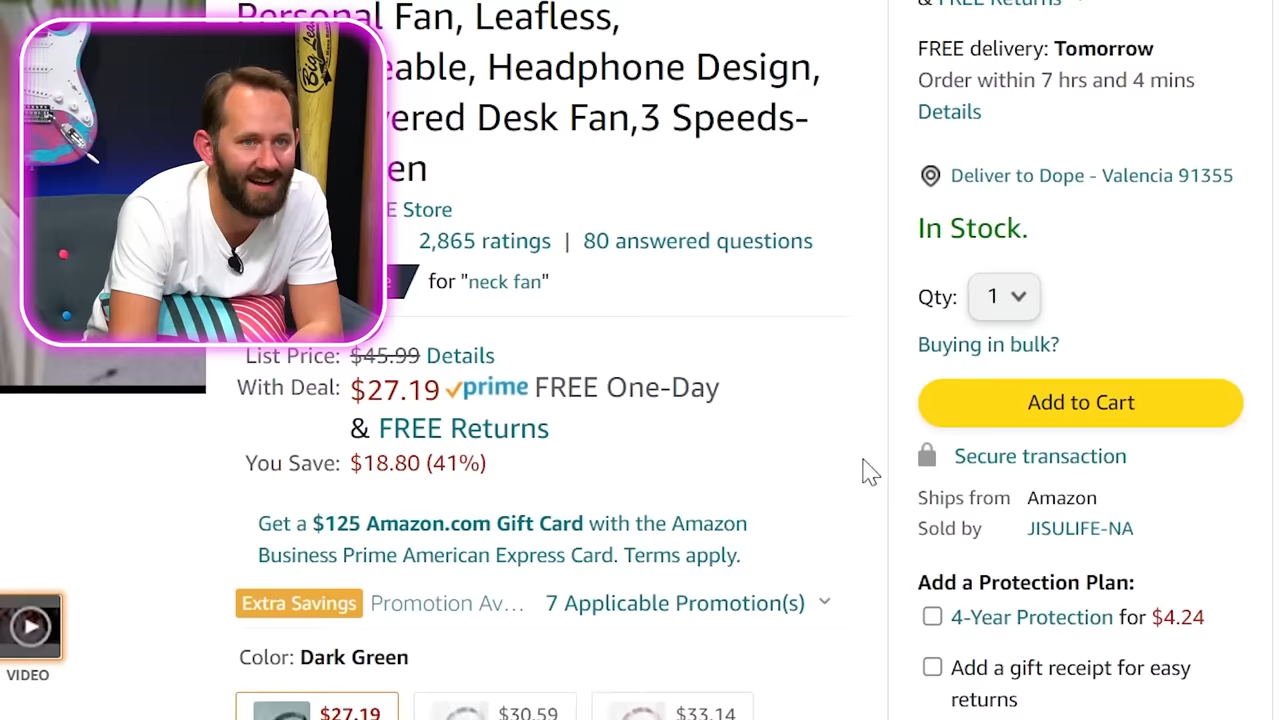 Personal Fan, Leafless,
eable, Headphone Design,
ered Desk Fan,3 Speeds-
en
Store
2,865 ratings | 80 answered questions
for "neck fan"
List Price: $45.99 Details
With Deal: $27.19 prime FREE One-Day
& FREE Returns
You Save: $18.80 (41%)
Get a $125 Amazon.com Gift Card with the Amazon
Business Prime American Express Card. Terms apply.
Extra Savings Promotion Av... 7 Applicable Promotion(s)
Color: Dark Green
$27.19 $30.59 $33.14
VIDEO
& FREE Returns
FREE delivery: Tomorrow
Order within 7 hrs and 4 mins
Details
Deliver to Dope - Valencia 91355
In Stock.
Qty: 1
Buying in bulk?
Add to Cart
Secure transaction
Ships from Amazon
Sold by JISULIFE-NA
Add a Protection Plan:
4-Year Protection for $4.24
Add a gift receipt for easy
returns
Big Lea